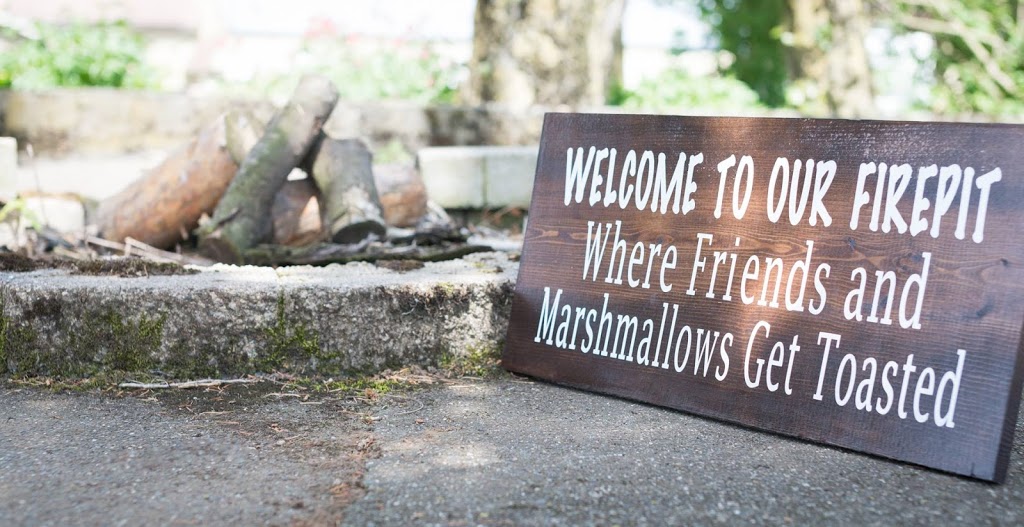 WELCOME TO OUR FIREPIT
Where Friends and
Marshmallows Get Toasted